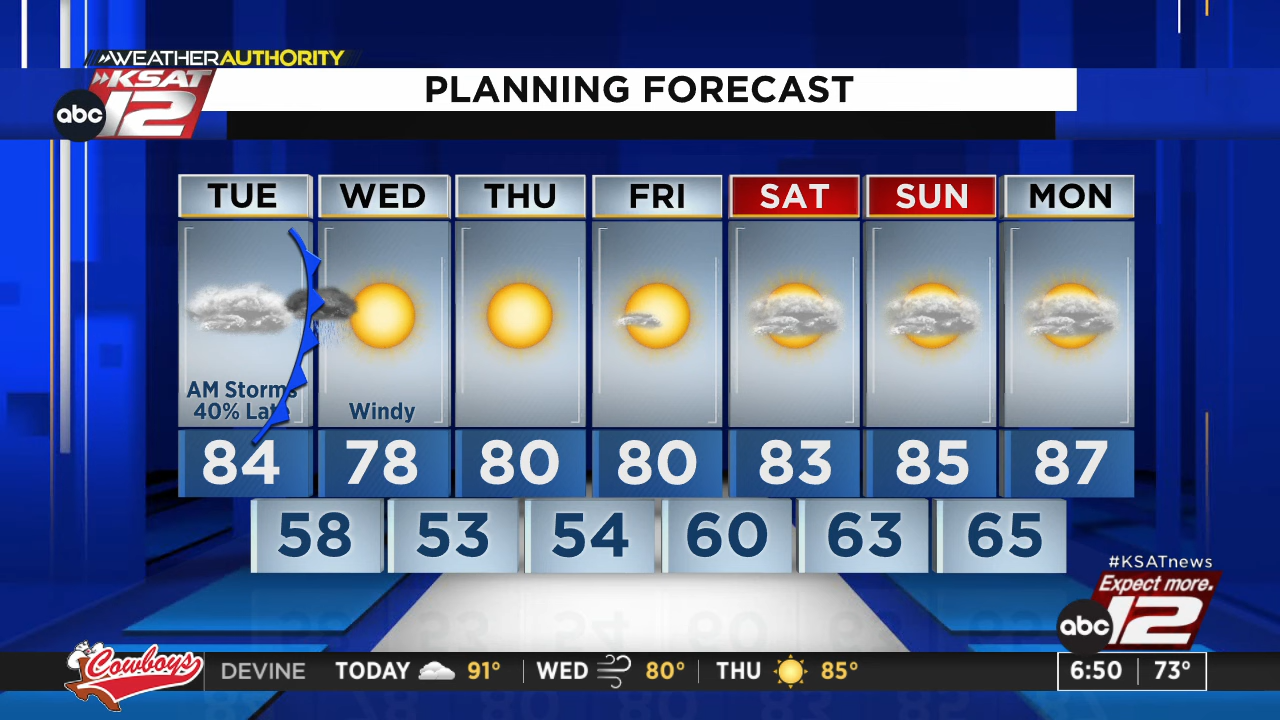 WEATHER AUTHORITY
KSAT
abc 12
PLANNING FORECAST
TUE WED THU FRI SAT SUN MON
AM Storms
40% Late Windy
84 78 80 80 83 85 87
58 53 54 60 63 65
#KSATnews
Expect more.
abc 12
Cowboys DEVINE TODAY 91° WED 80° THU 85° 6:50 73°